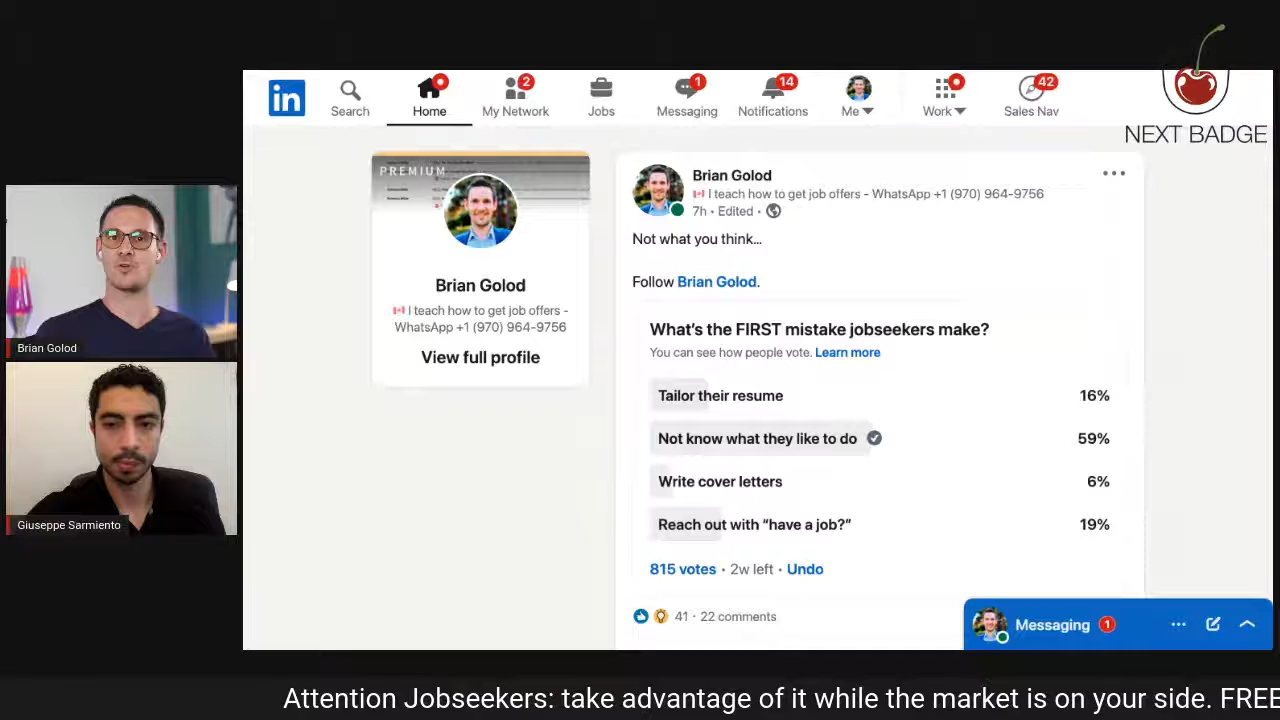 in
Search
Home
2
My Network
Jobs
1
Messaging
14
Notifications
Me
Work
42
Sales Nav
NEXT BADGE
PREMIUM
Brian Golod
I teach how to get job offers -
WhatsApp +1 (970) 964-9756
View full profile
Brian Golod
I teach how to get job offers - WhatsApp +1 (970) 964-9756
7h • Edited •
Not what you think...
Follow Brian Golod.
What's the FIRST mistake jobseekers make?
You can see how people vote. Learn more
Tailor their resume 16%
Not know what they like to do 59%
Write cover letters 6%
Reach out with “have a job?” 19%
815 votes • 2w left • Undo
41 · 22 comments
Messaging 1
Brian Golod
Giuseppe Sarmiento
Attention Jobseekers: take advantage of it while the market is on your side. FREE